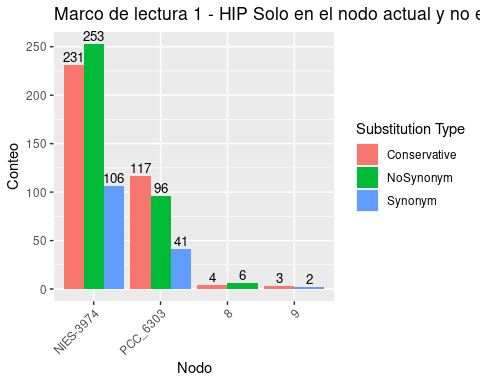 Marco de lectura 1 - HIP Solo en el nodo actual y no e
Conteo
250
200
150
100
50
0
231
253
106
117
96
41
4
6
3
2
NIES-3974
PCC_6303
8
9
Nodo
Substitution Type
Conservative
NoSynonym
Synonym